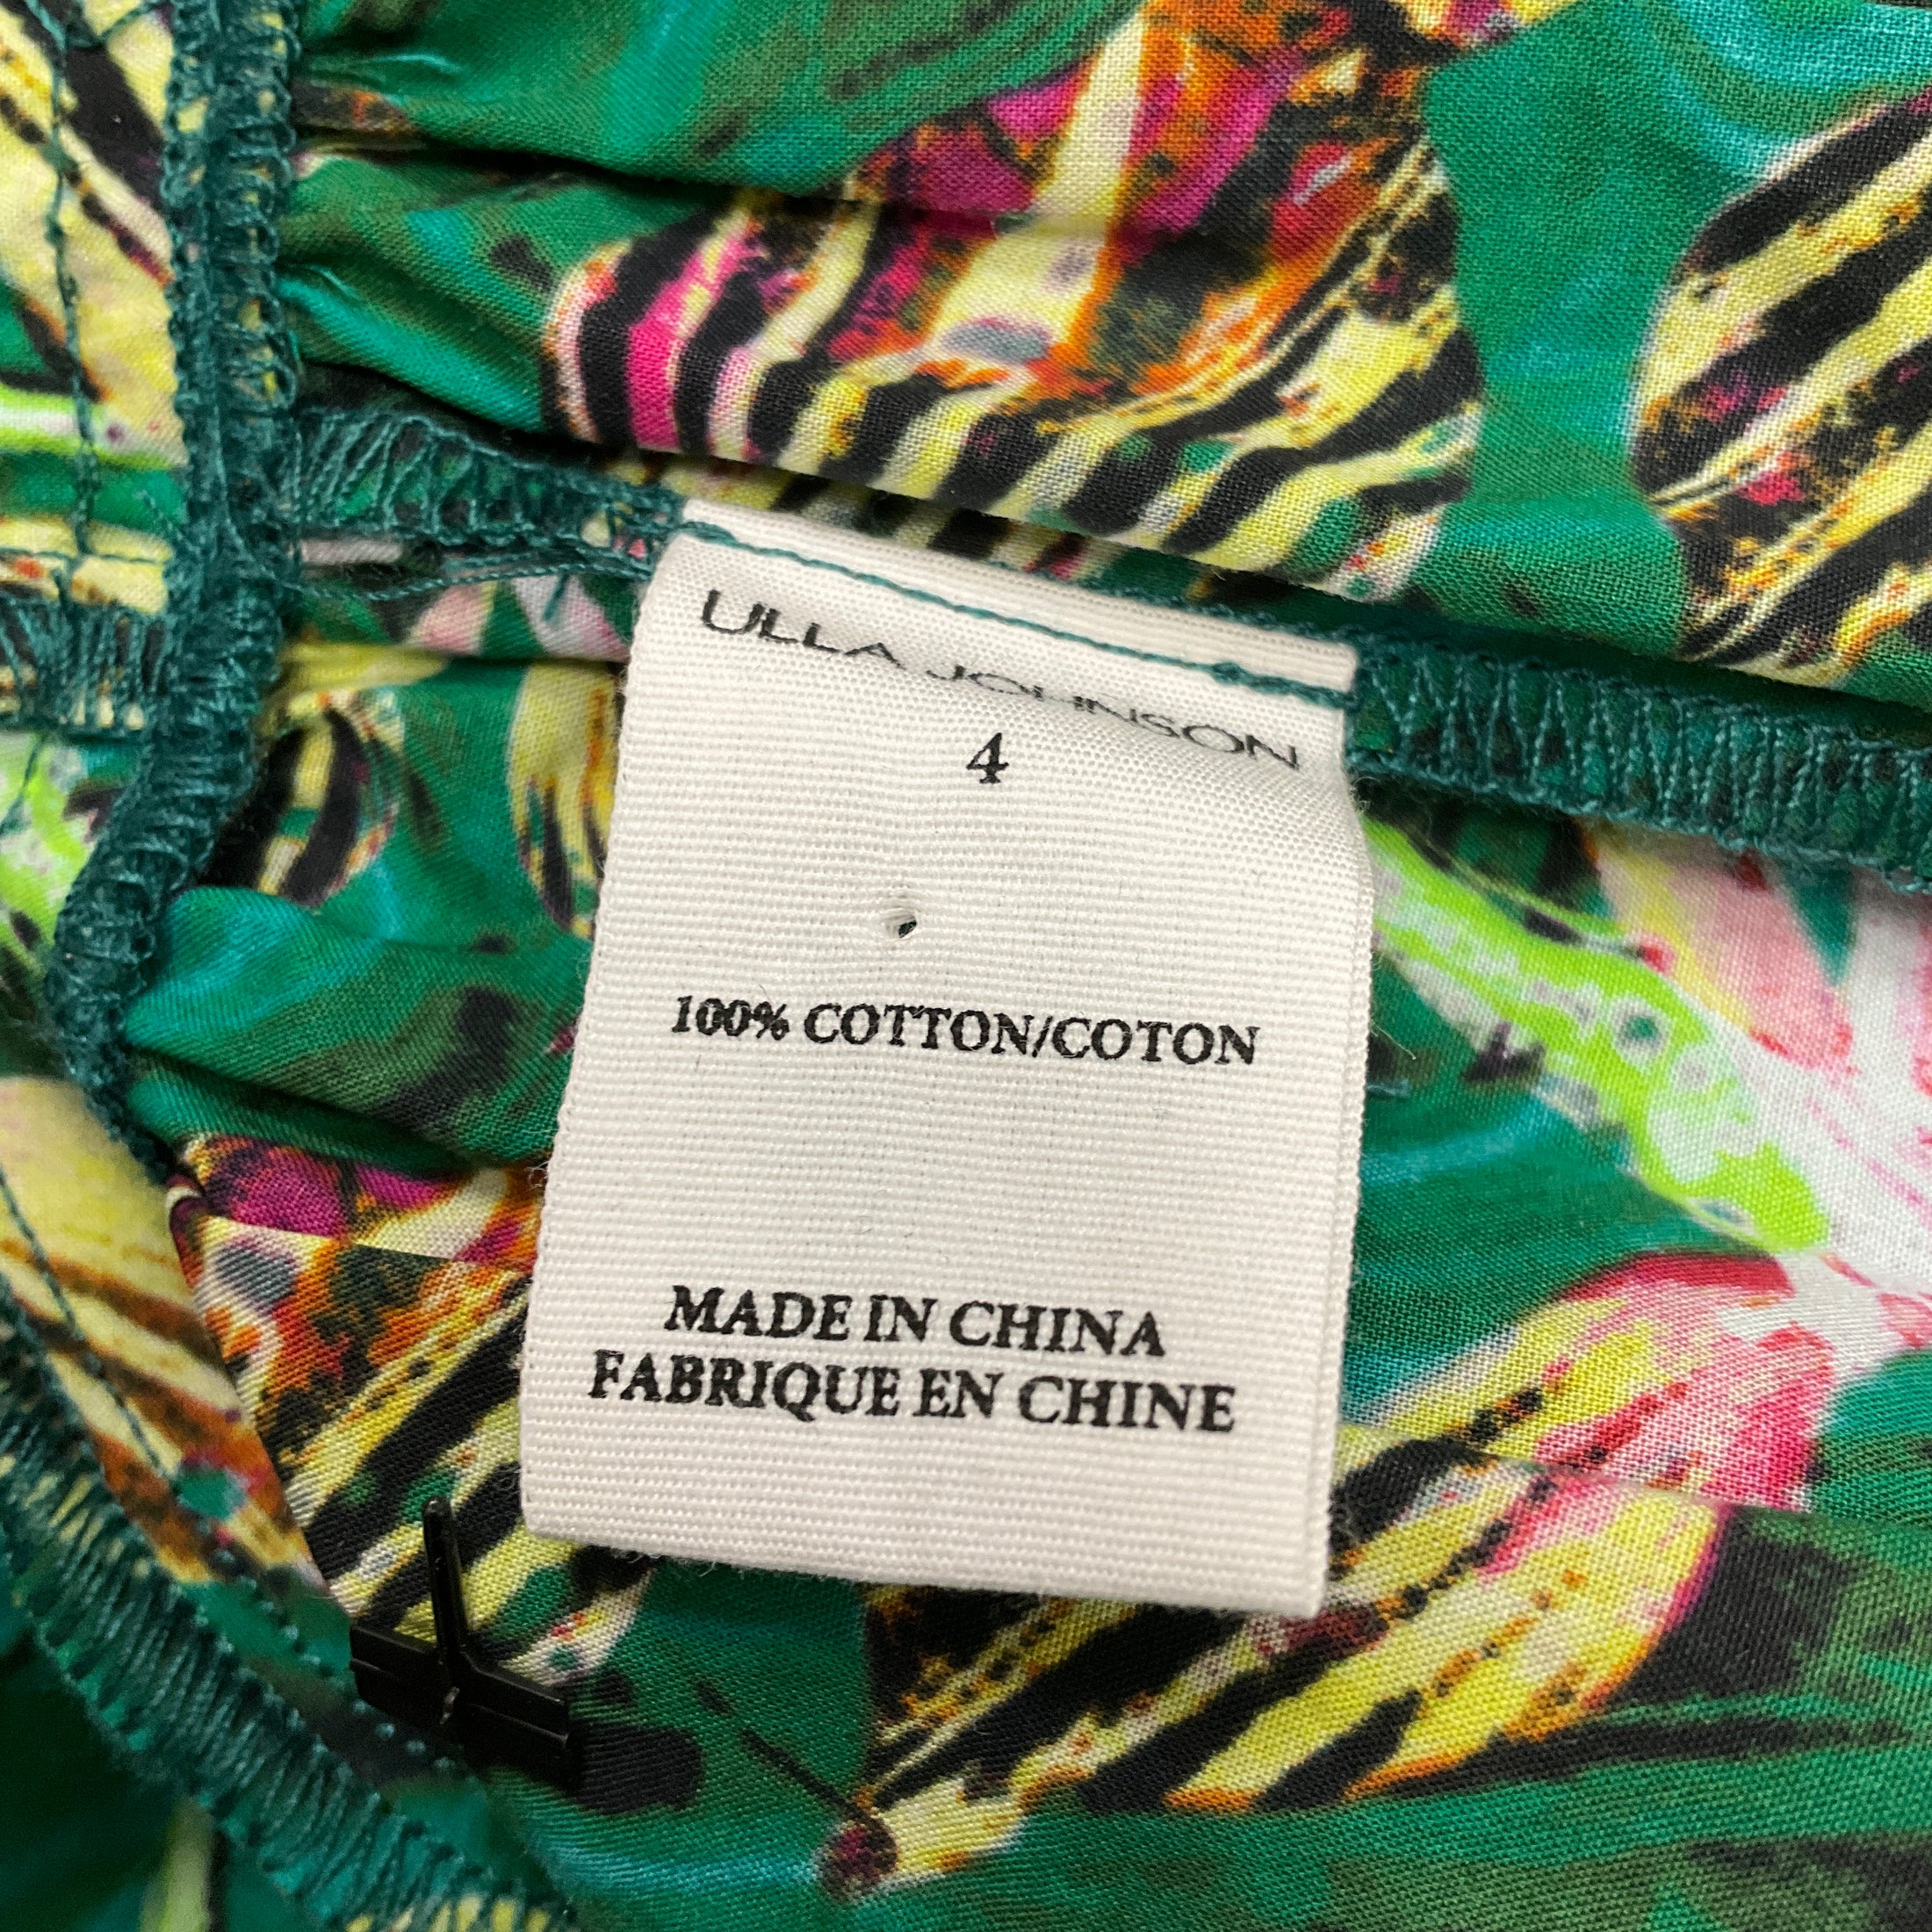 ULLA JOHNSON
4
100% COTTON/COTON
MADE IN CHINA
FABRIQUE EN CHINE